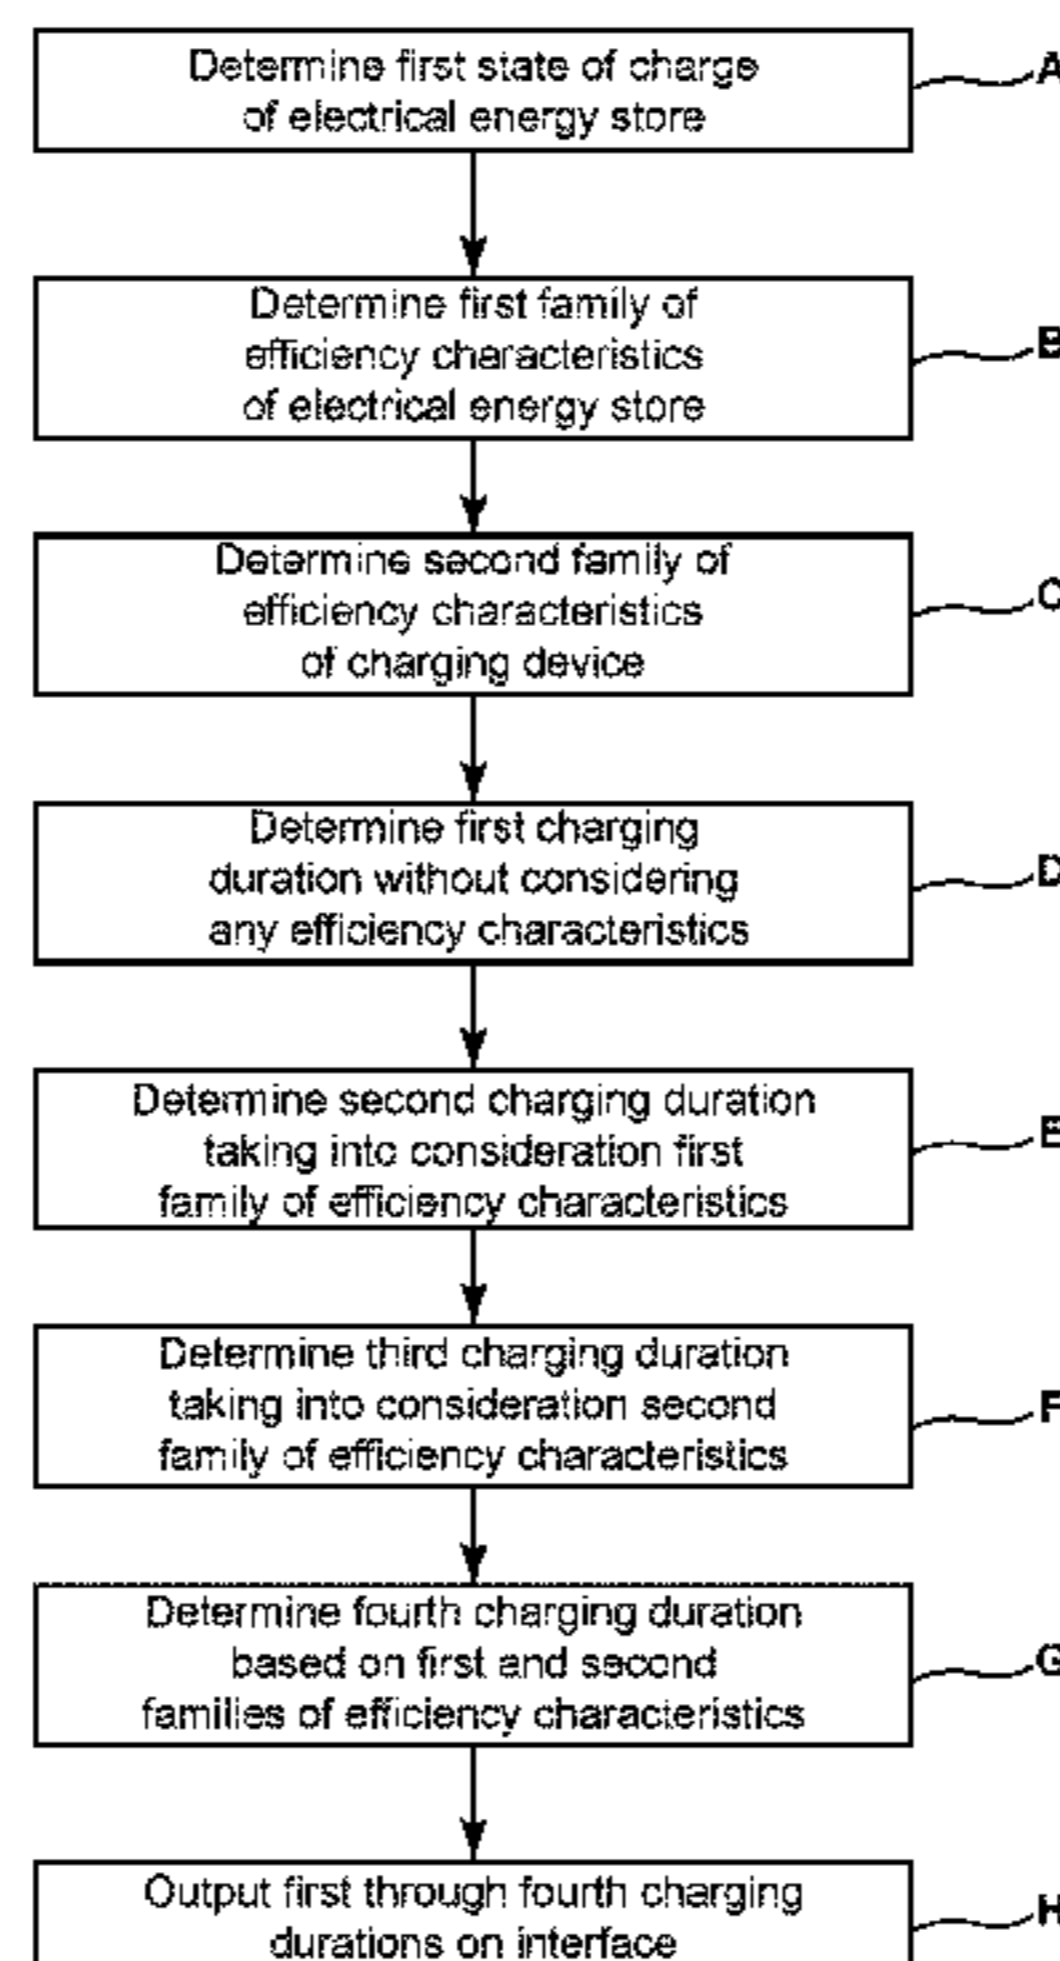 Determine first state of charge
of electrical energy store
A
Determine first family of
efficiency characteristics
of electrical energy store
B
Determine second family of
efficiency characteristics
of charging device
C
Determine first charging
duration without considering
any efficiency characteristics
D
Determine second charging duration
taking into consideration first
family of efficiency characteristics
E
Determine third charging duration
taking into consideration second
family of efficiency characteristics
F
Determine fourth charging duration
based on first and second
families of efficiency characteristics
G
Output first through fourth charging
durations on interface
H